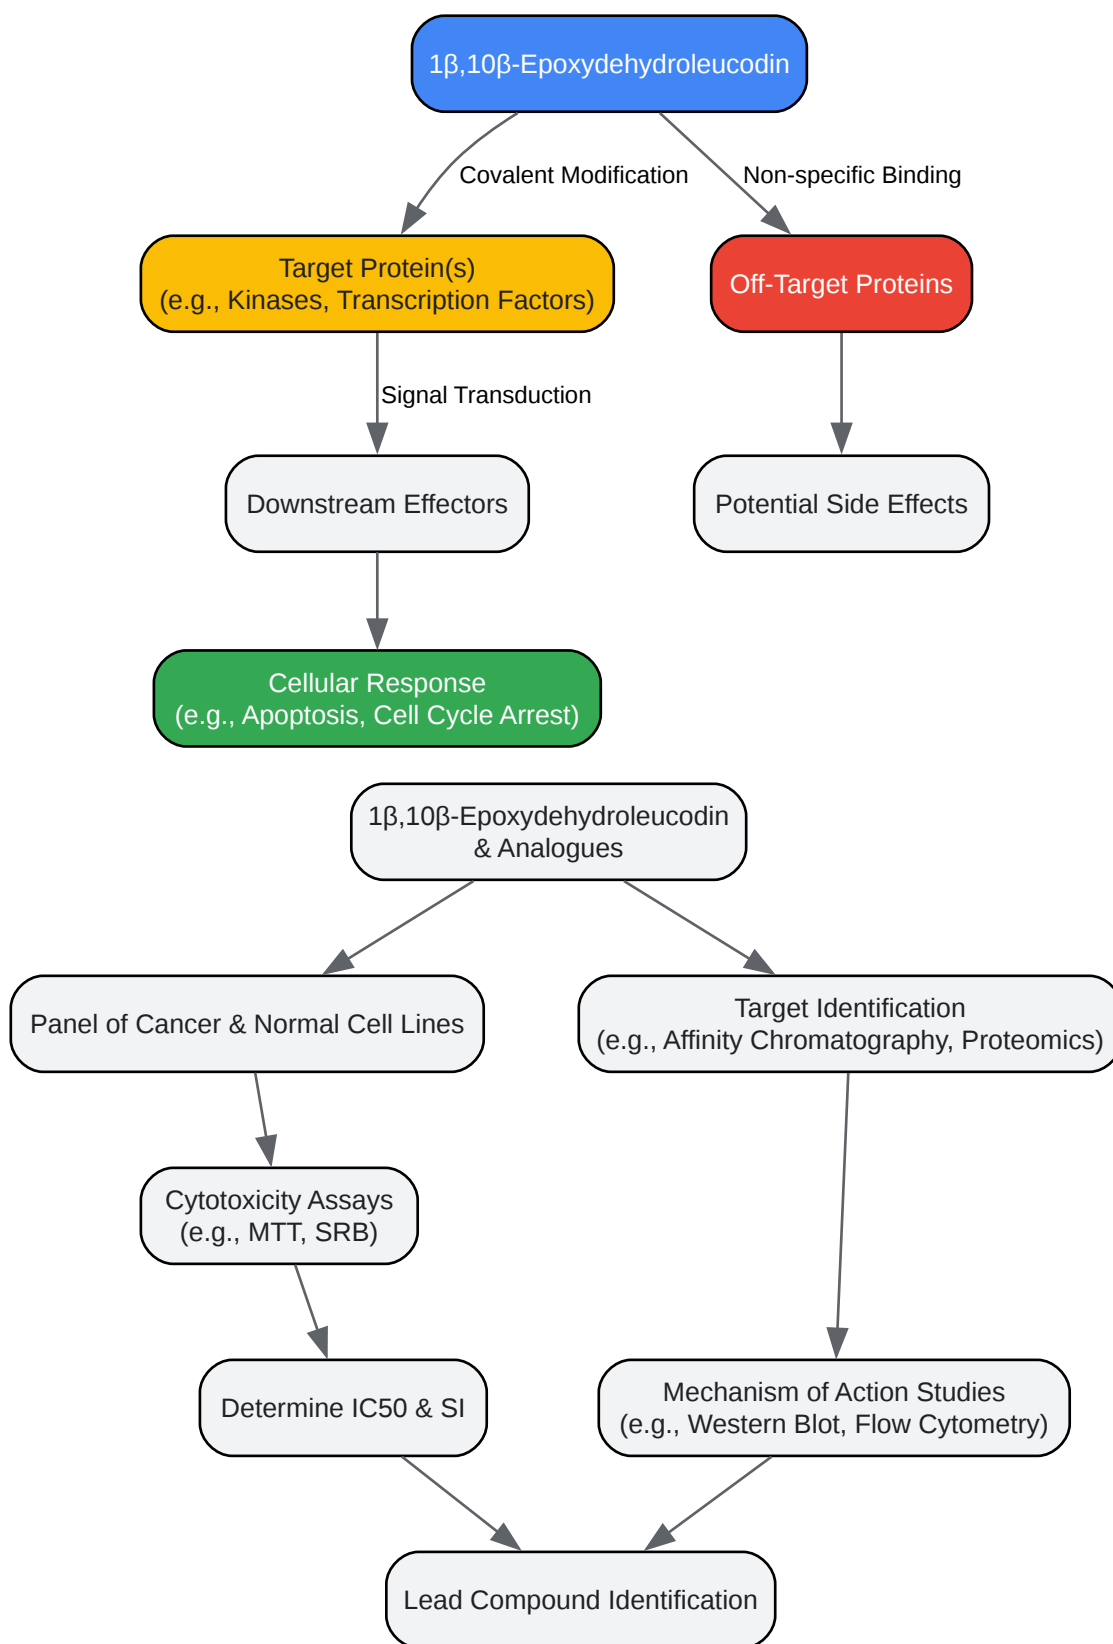 1β,10β-Epoxydehydroleucodin
Covalent Modification
Non-specific Binding
Target Protein(s)
(e.g., Kinases, Transcription Factors)
Off-Target Proteins
Signal Transduction
Downstream Effectors
Potential Side Effects
Cellular Response
(e.g., Apoptosis, Cell Cycle Arrest)
1β,10β-Epoxydehydroleucodin
& Analogues
Panel of Cancer & Normal Cell Lines
Target Identification
(e.g., Affinity Chromatography, Proteomics)
Cytotoxicity Assays
(e.g., MTT, SRB)
Determine IC50 & SI
Mechanism of Action Studies
(e.g., Western Blot, Flow Cytometry)
Lead Compound Identification